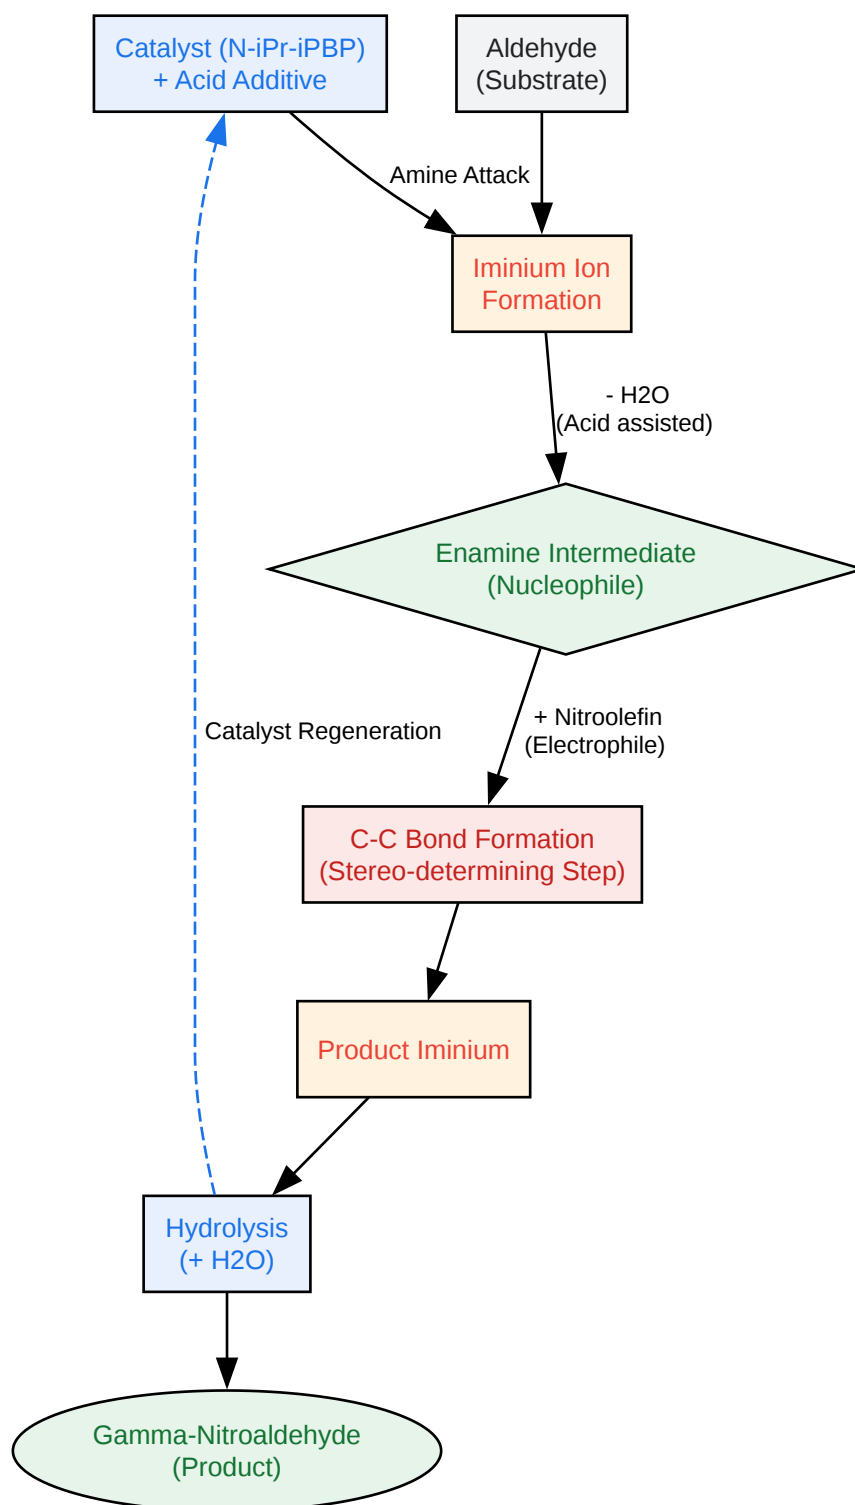 Catalyst (N-iPr-iPBP)
+ Acid Additive
Aldehyde
(Substrate)
Amine Attack
Iminium Ion
Formation
- H2O
(Acid assisted)
Enamine Intermediate
(Nucleophile)
Catalyst Regeneration
+ Nitroolefin
(Electrophile)
C-C Bond Formation
(Stereo-determining Step)
Product Iminium
Hydrolysis
(+ H2O)
Gamma-Nitroaldehyde
(Product)